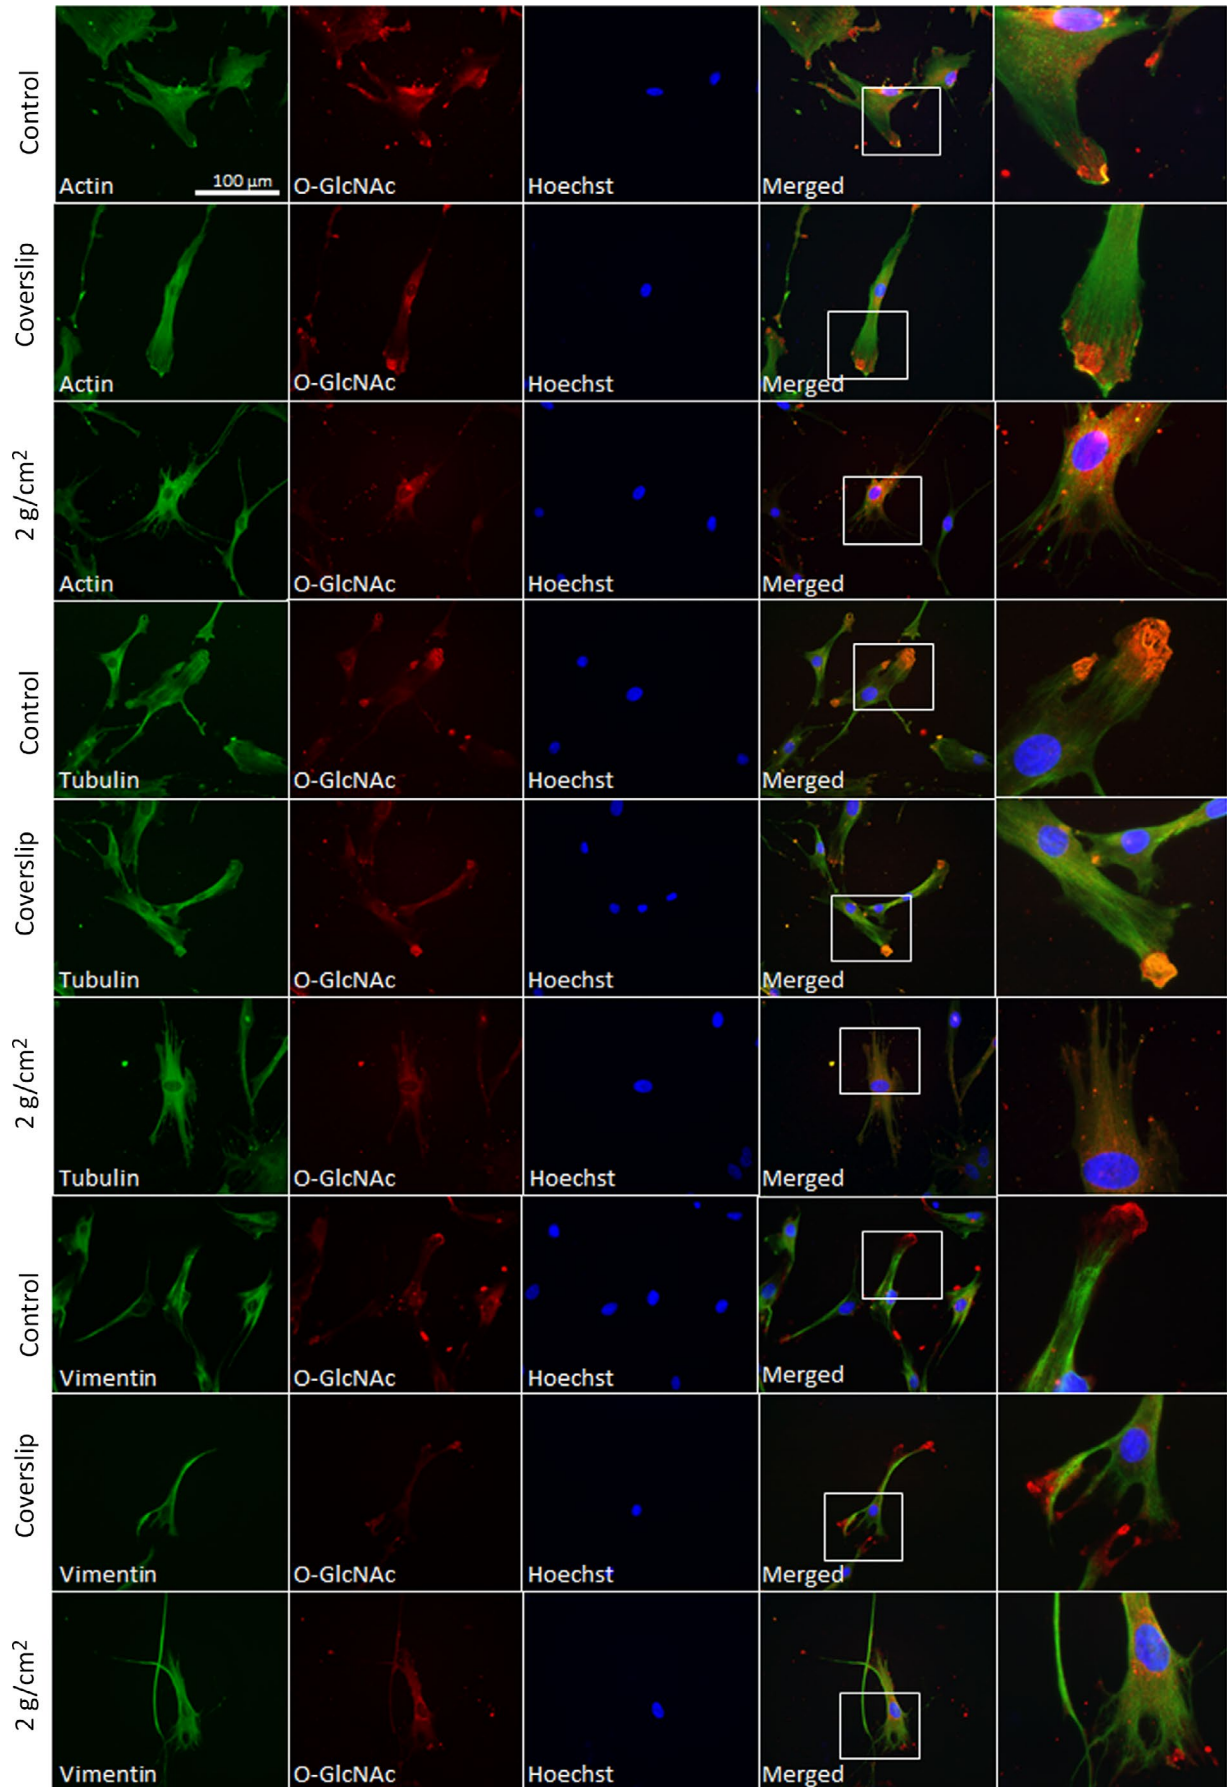 Control
Actin
100 µm
O-GlcNAc
Hoechst
Merged
Coverslip
Actin
O-GlcNAc
Hoechst
Merged
2 g/cm²
Actin
O-GlcNAc
Hoechst
Merged
Control
Tubulin
O-GlcNAc
Hoechst
Merged
Coverslip
Tubulin
O-GlcNAc
Hoechst
Merged
2 g/cm²
Tubulin
O-GlcNAc
Hoechst
Merged
Control
Vimentin
O-GlcNAc
Hoechst
Merged
Coverslip
Vimentin
O-GlcNAc
Hoechst
Merged
2 g/cm²
Vimentin
O-GlcNAc
Hoechst
Merged